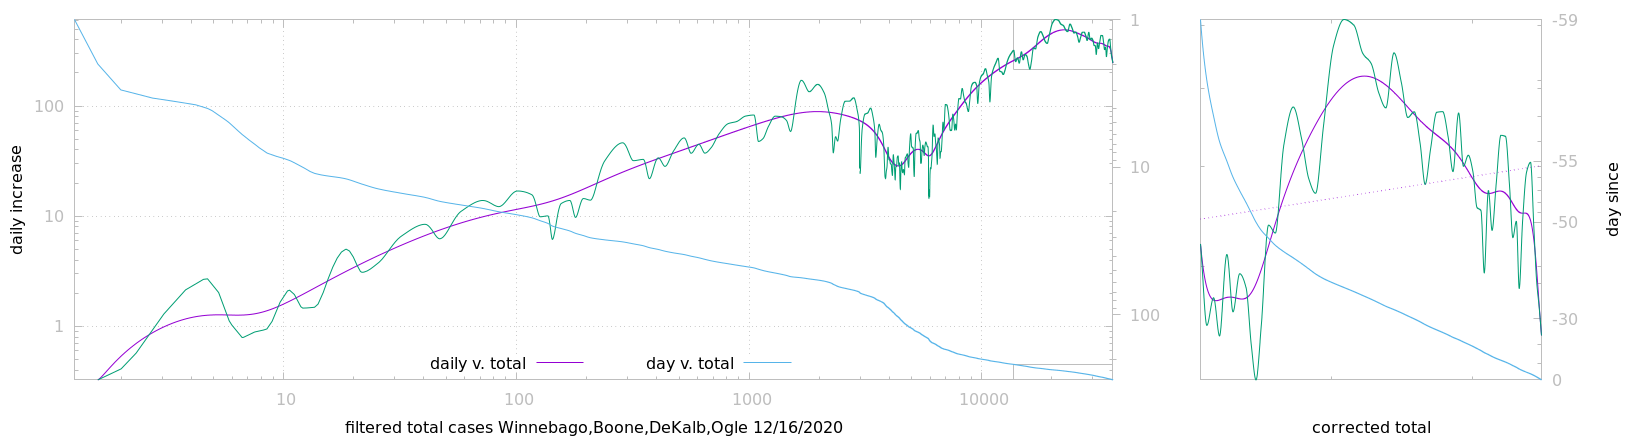 daily increase
100
10
1
10
100
1000
10000
1
10
100
daily v. total
day v. total
filtered total cases Winnebago,Boone,DeKalb,Ogle 12/16/2020
-59
-55
-50
-30
0
day since
corrected total